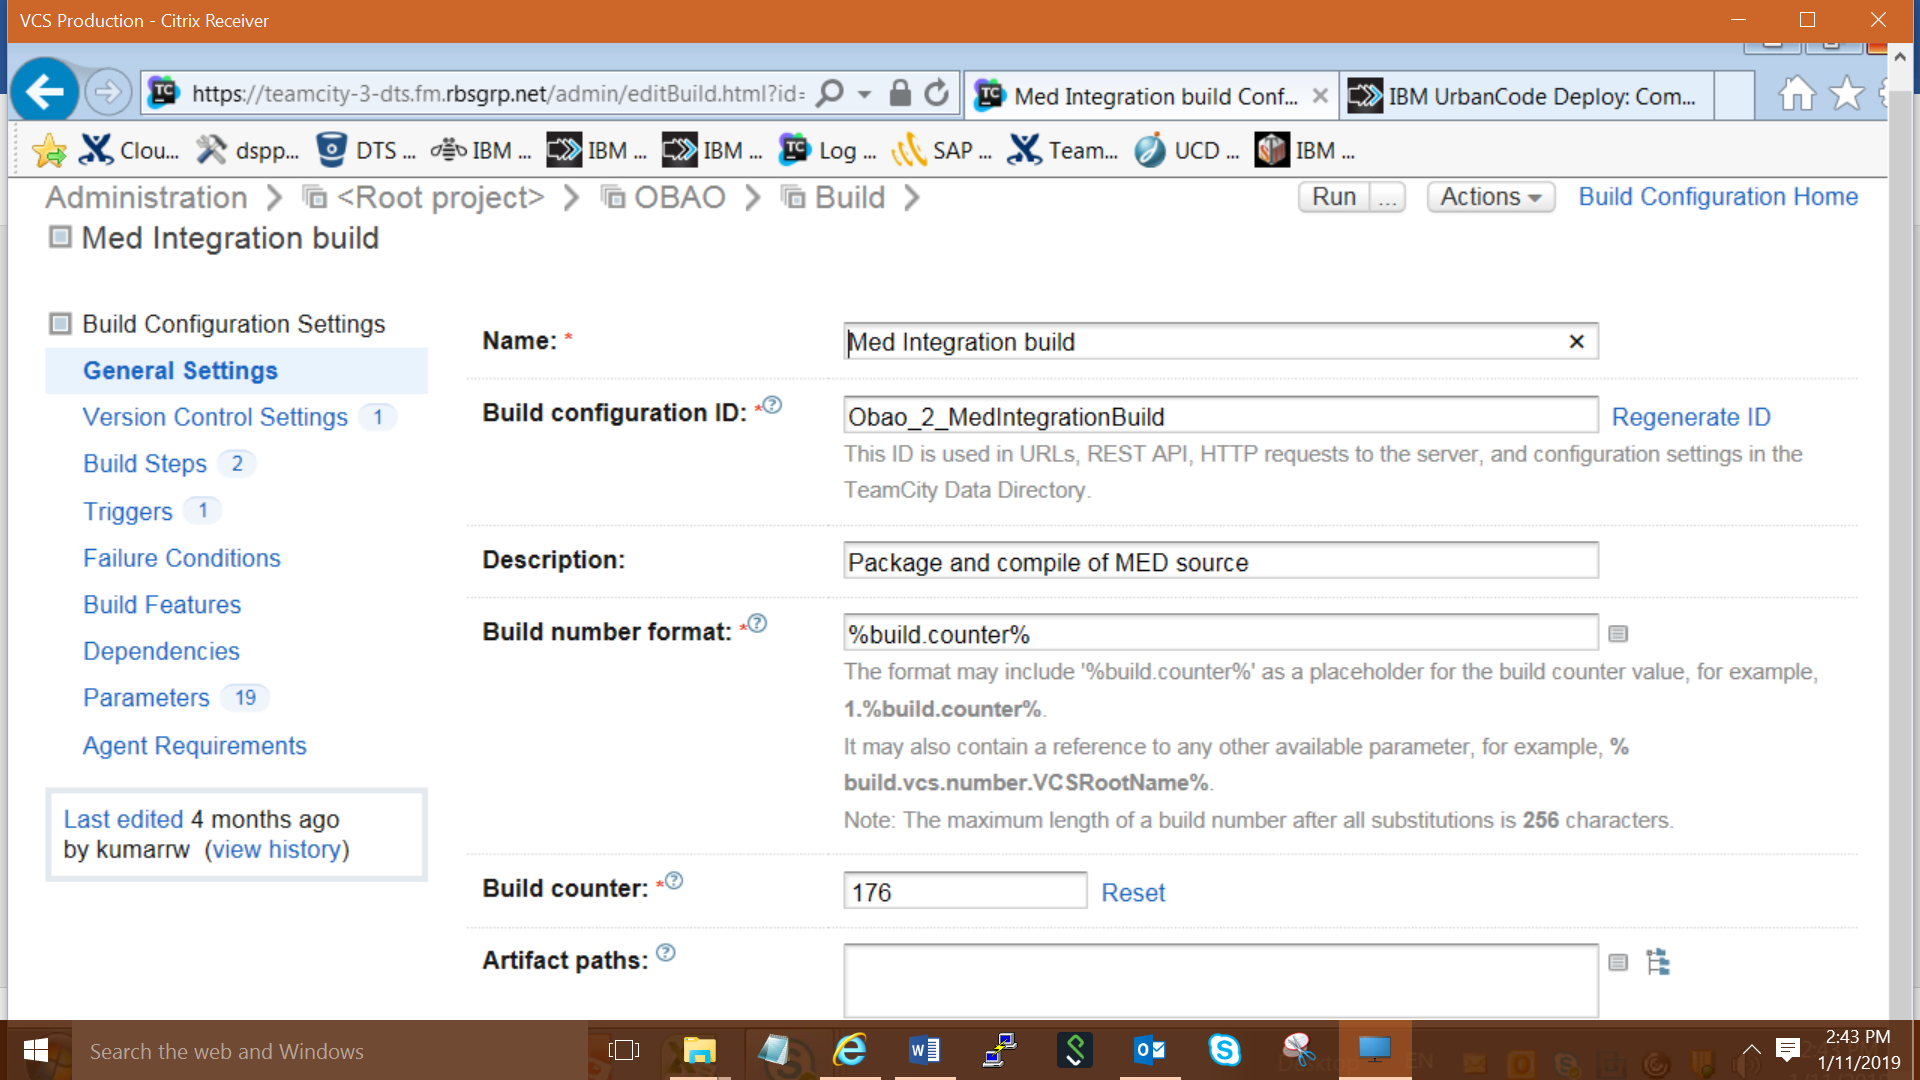 VCS Production - Citrix Receiver
https://teamcity-3-dts.fm.rbsgrp.net/admin/editBuild.html?id=
TC Med Integration build Conf...
IBM UrbanCode Deploy: Com...
Clou...
dspp...
DTS ...
IBM ...
IBM ...
IBM ...
Log ...
SAP ...
Team...
UCD ...
IBM ...
Administration > <Root project> > OBAO > Build >
Run ...
Actions
Build Configuration Home
Med Integration build
Build Configuration Settings
General Settings
Version Control Settings 1
Build Steps 2
Triggers 1
Failure Conditions
Build Features
Dependencies
Parameters 19
Agent Requirements
Last edited 4 months ago
by kumarrw (view history)
Name: * Med Integration build
Build configuration ID: * Obao_2_MedIntegrationBuild Regenerate ID
This ID is used in URLs, REST API, HTTP requests to the server, and configuration settings in the
TeamCity Data Directory.
Description: Package and compile of MED source
Build number format: * %build.counter%
The format may include '%build.counter%' as a placeholder for the build counter value, for example,
1.%build.counter%.
It may also contain a reference to any other available parameter, for example, %
build.vcs.number.VCSRootName%.
Note: The maximum length of a build number after all substitutions is 256 characters.
Build counter: * 176 Reset
Artifact paths:
Search the web and Windows
2:43 PM
1/11/2019